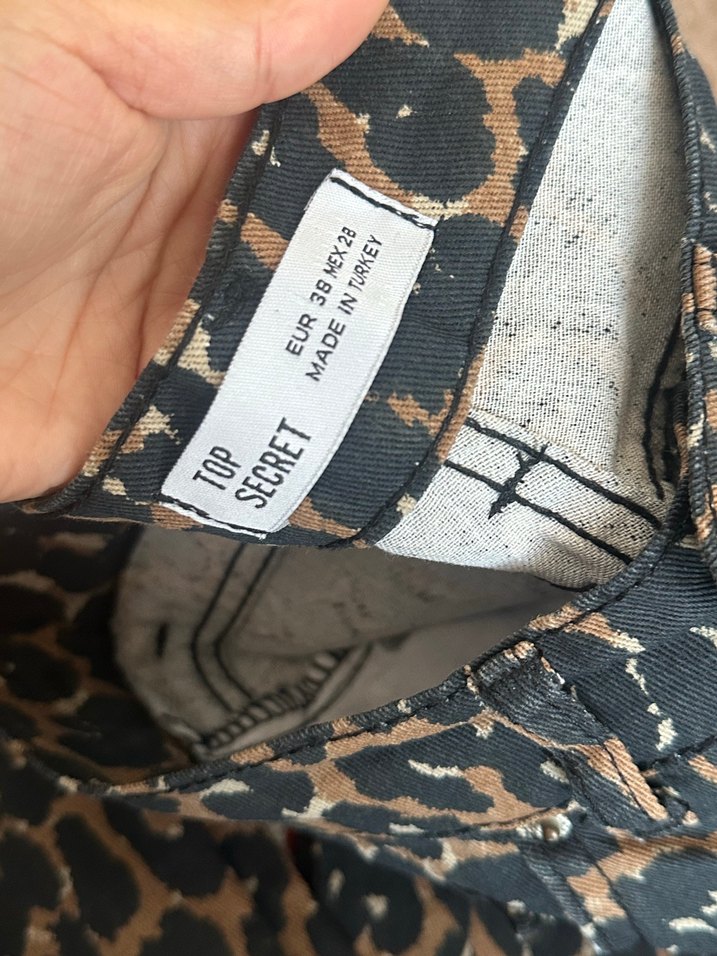 TOP
SECRET
EUR 38 MEX 28
MADE IN TURKEY